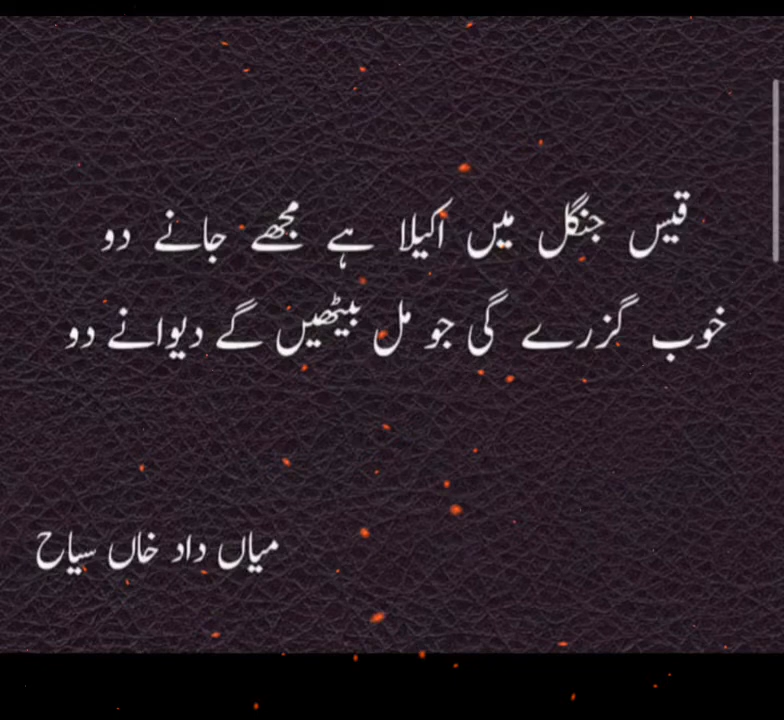 قیس جنگل میں اکیلا ہے مجھے جانے دو
خوب گزرے گی جو مل بیٹھیں گے دیوانے دو
میاں داد خاں سیاح